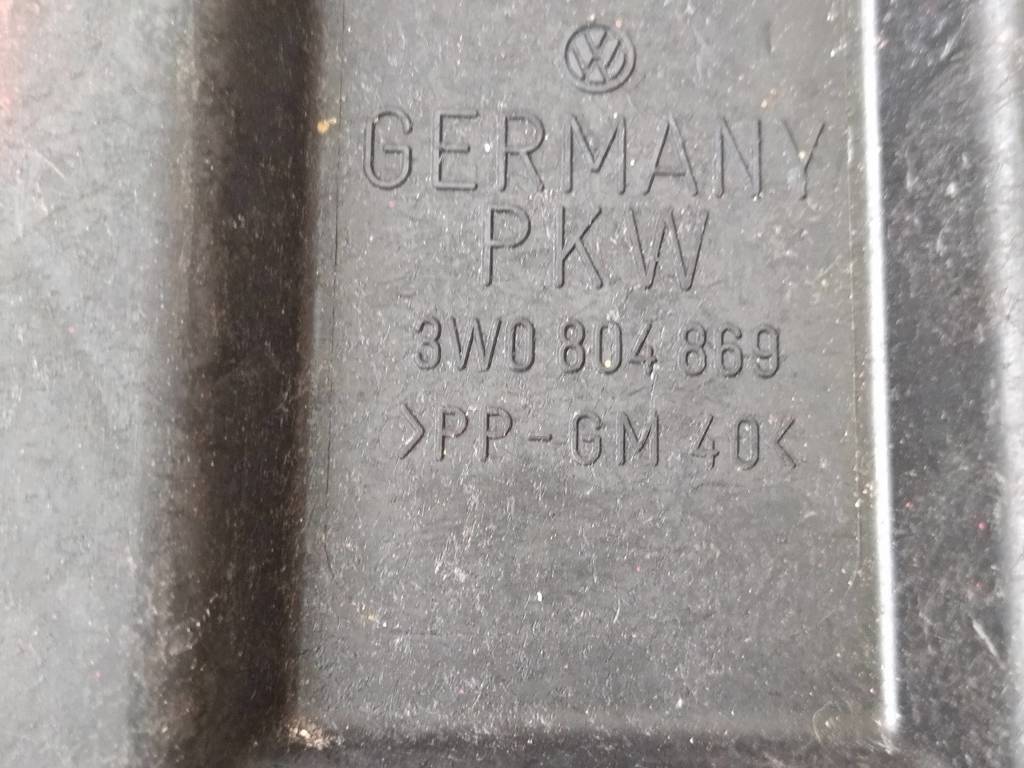 GERMANY
PKW
3W0 804 869
>PP-GM 40<